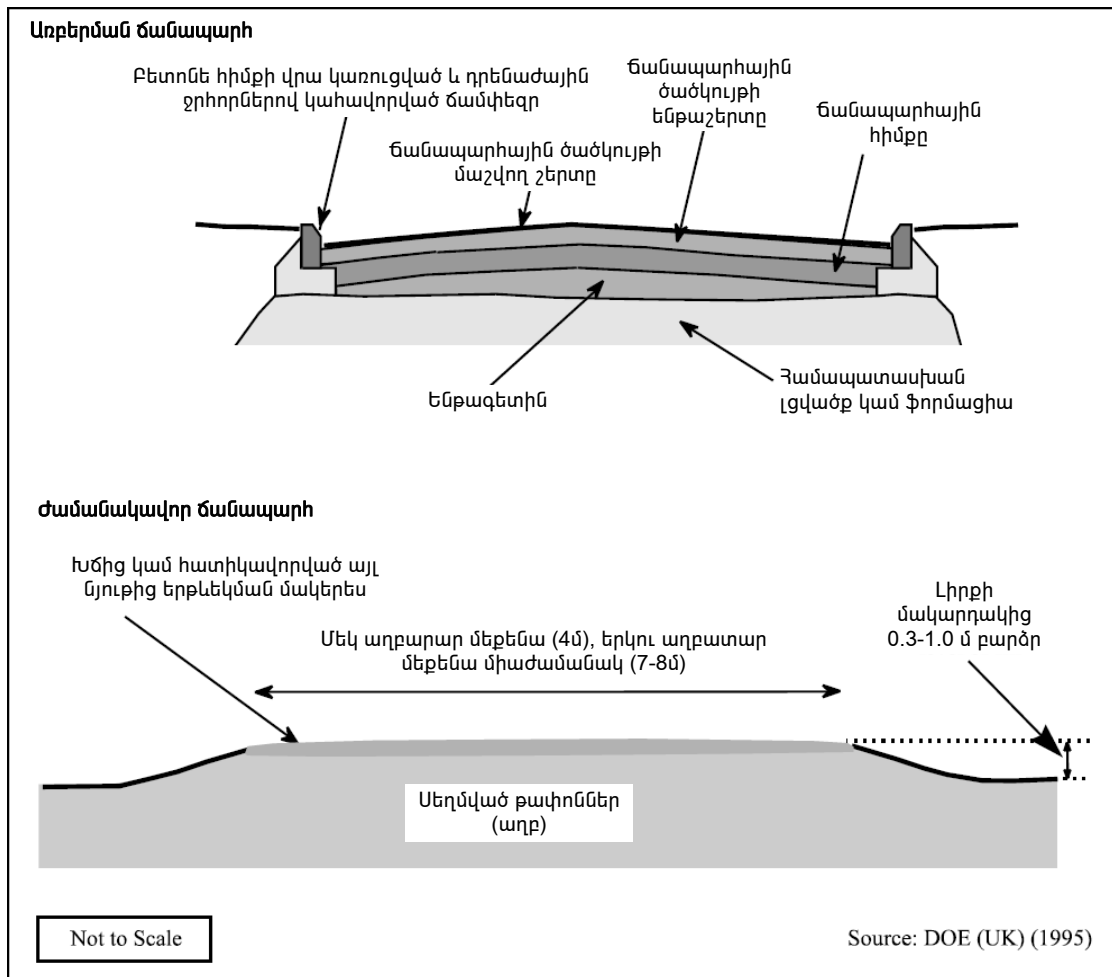 Առբերման ճանապարհ
Բետոնե հիմքի վրա կառուցված և դրենաժային
ջրհորներով կահավորված ճամփեզր
Ճանապարհային
ծածկույթի
ենթաշերտը
Ճանապարհային
հիմքը
Ճանապարհային ծածկույթի
մաշվող շերտը
Ենթագետին
Համապատասխան
լցվածք կամ ֆորմացիա
Ժամանակավոր ճանապարհ
Խճից կամ հատիկավորված այլ
նյութից երթևեկման մակերես
Մեկ աղբարար մեքենա (4մ), երկու աղբատար
մեքենա միաժամանակ (7-8մ)
Լիրքի
մակարդակից
0.3-1.0 մ բարձր
Սեղմված թափոններ
(աղբ)
Not to Scale
Source: DOE (UK) (1995)